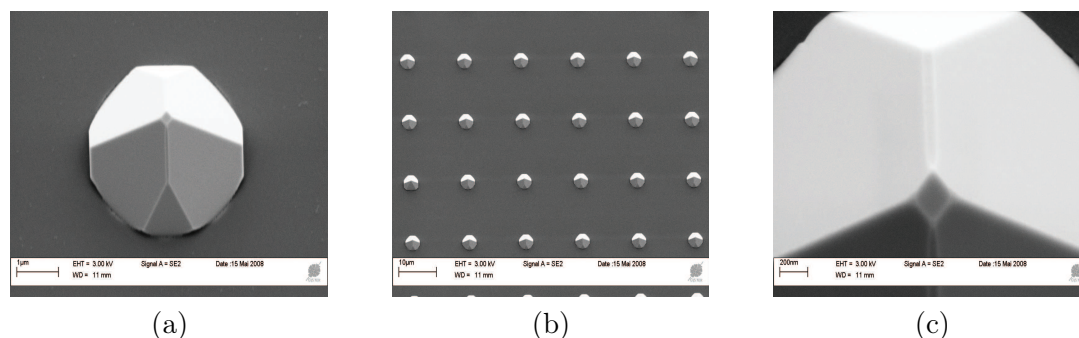 1µm
EHT = 3.00 kV
Signal A = SE2
Date :15 Mai 2008
WD = 11 mm
10µm
EHT = 3.00 kV
Signal A = SE2
Date :15 Mai 2008
WD = 11 mm
200nm
EHT = 3.00 kV
Signal A = SE2
Date :15 Mai 2008
WD = 11 mm
(a)
(b)
(c)